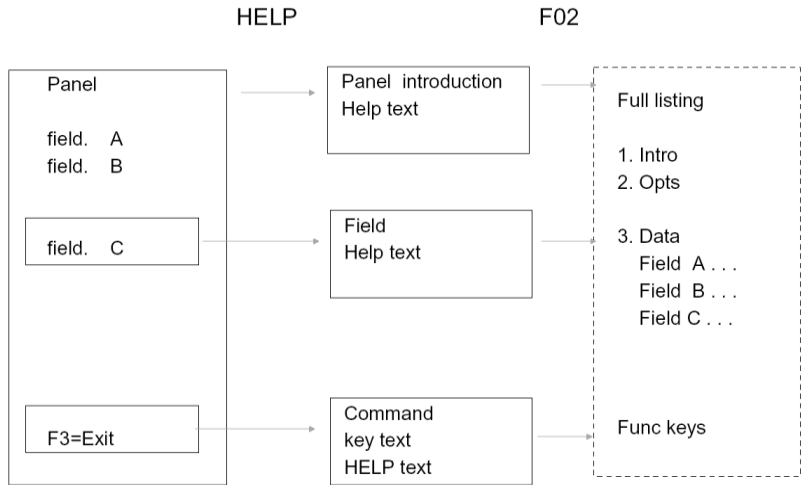 HELP
F02
Panel
field. A
field. B
field. C
F3=Exit
Panel introduction
Help text
Field
Help text
Command
key text
HELP text
Full listing
1. Intro
2. Opts
3. Data
Field A . . .
Field B . . .
Field C . . .
Func keys